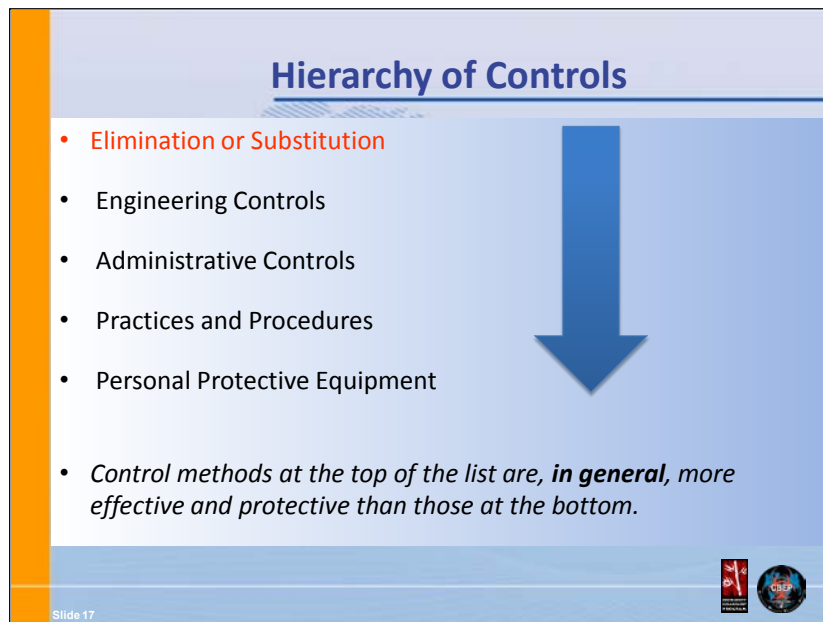 Hierarchy of Controls
• Elimination or Substitution
• Engineering Controls
• Administrative Controls
• Practices and Procedures
• Personal Protective Equipment
• Control methods at the top of the list are, in general, more
effective and protective than those at the bottom.
CBEP
Slide 17